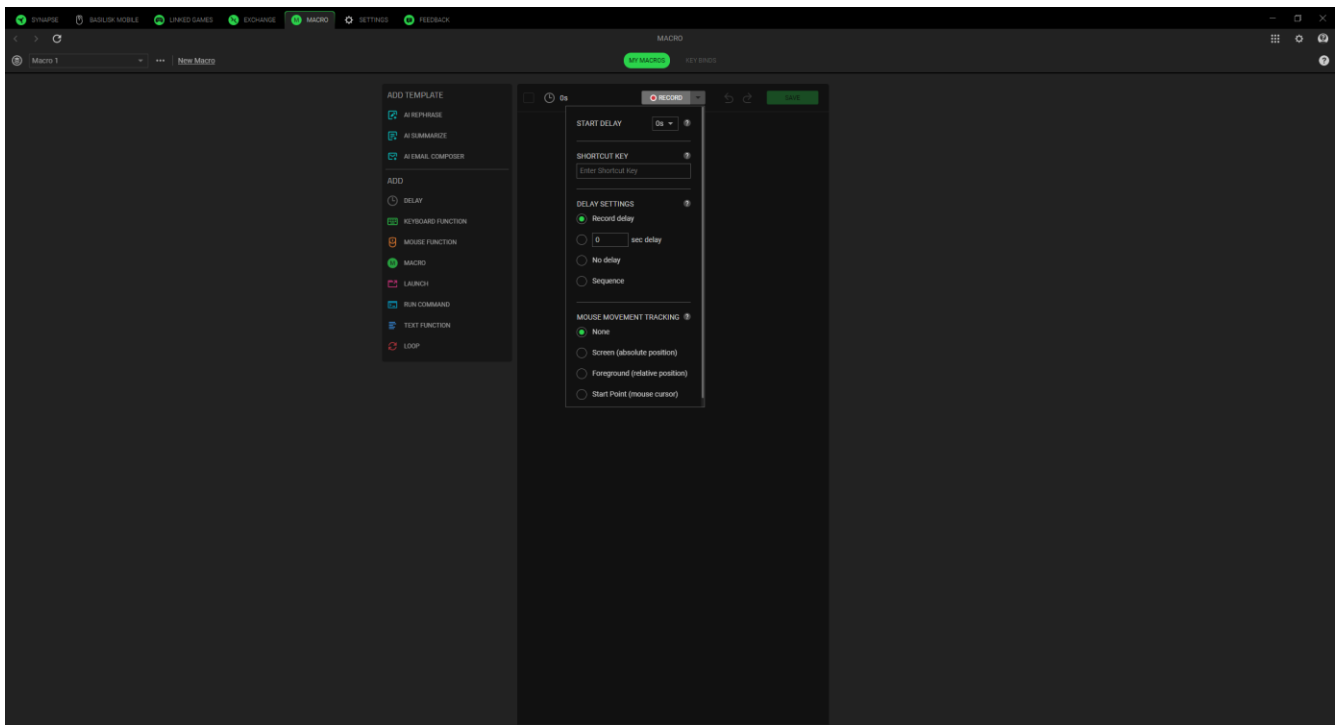 SYNAPSE BASILISK MOBILE LINKED GAMES EXCHANGE MACRO SETTINGS FEEDBACK
MACRO
Macro 1 New Macro MY MACROS KEY BINDS
ADD TEMPLATE
AI REPHRASE
AI SUMMARIZE
AI EMAIL COMPOSER
ADD
DELAY
KEYBOARD FUNCTION
MOUSE FUNCTION
MACRO
LAUNCH
RUN COMMAND
TEXT FUNCTION
LOOP
0s RECORD SAVE
START DELAY 0s
SHORTCUT KEY
Enter Shortcut Key
DELAY SETTINGS
Record delay
0 sec delay
No delay
Sequence
MOUSE MOVEMENT TRACKING
None
Screen (absolute position)
Foreground (relative position)
Start Point (mouse cursor)